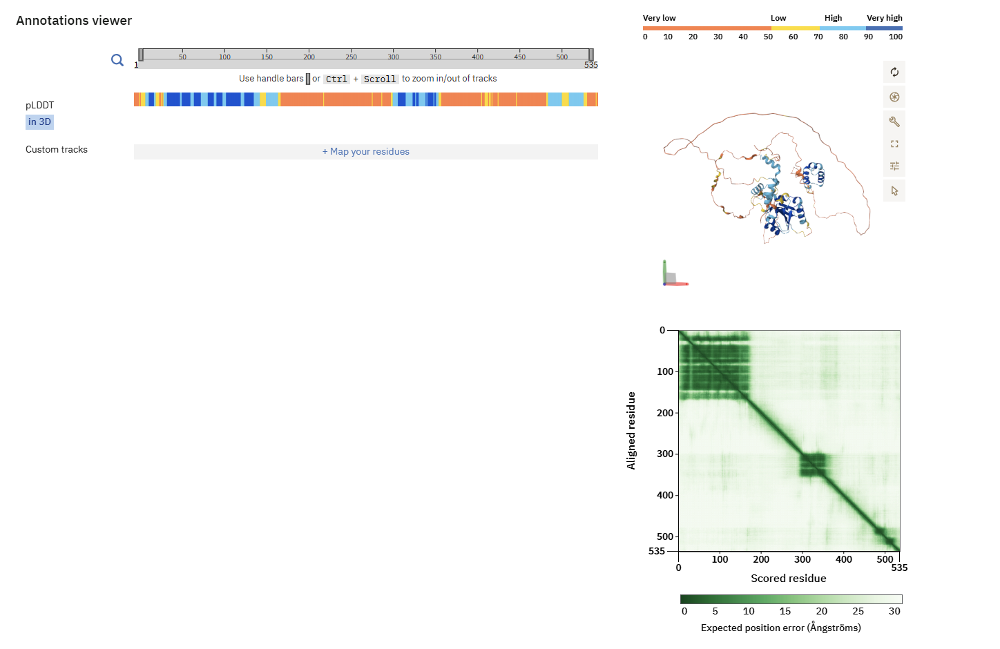 Annotations viewer
50 100 150 200 250 300 350 400 450 500
1 535
Use handle bars or Ctrl + Scroll to zoom in/out of tracks
pLDDT
in 3D
Custom tracks
+ Map your residues
Very low Low High Very high
0 10 20 30 40 50 60 70 80 90 100
0
100
200
300
400
500
535
Aligned residue
100 200 300 400 500
0 535
Scored residue
0 5 10 15 20 25 30
Expected position error (Ångströms)